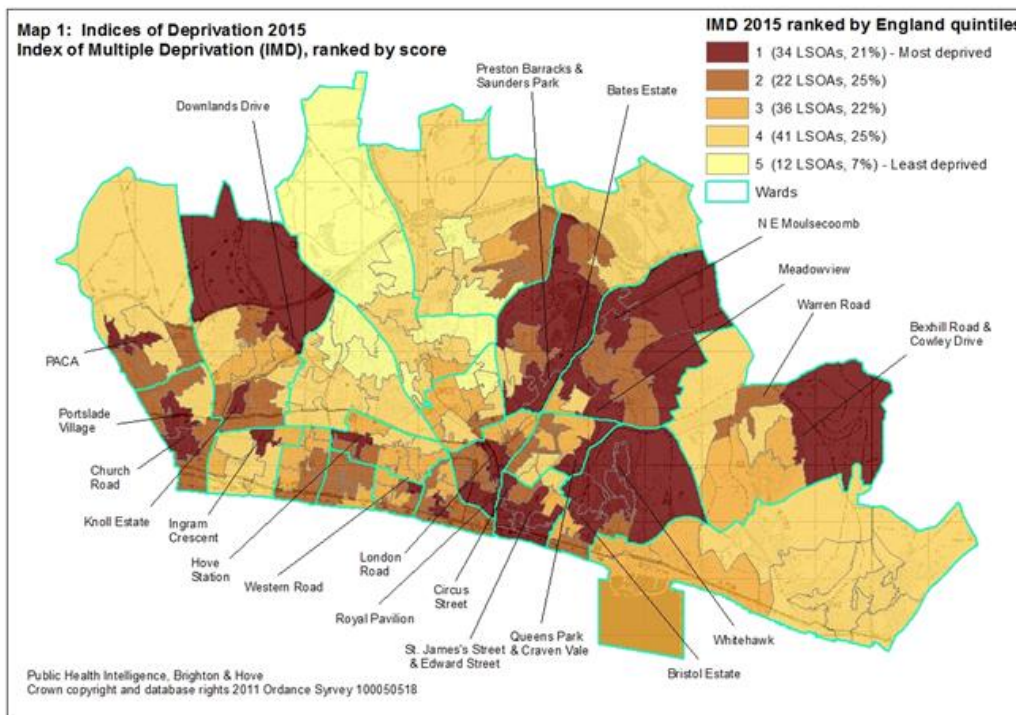 Map 1: Indices of Deprivation 2015
Index of Multiple Deprivation (IMD), ranked by score
IMD 2015 ranked by England quintiles
1 (34 LSOAs, 21%) - Most deprived
2 (22 LSOAs, 25%)
3 (36 LSOAs, 22%)
4 (41 LSOAs, 25%)
5 (12 LSOAs, 7%) - Least deprived
Wards
Preston Barracks &
Saunders Park
Bates Estate
Downlands Drive
N E Moulsecoomb
Meadowview
Warren Road
Bexhill Road &
Cowley Drive
PACA
Portslade
Village
Church
Road
Knoll Estate
Ingram
Crescent
Hove
Station
Western Road
London
Road
Royal Pavilion
Circus
Street
St. James's Street
& Edward Street
Queens Park
& Craven Vale
Bristol Estate
Whitehawk
Public Health Intelligence, Brighton & Hove
Crown copyright and database rights 2011 Ordance Syrvey 100050518